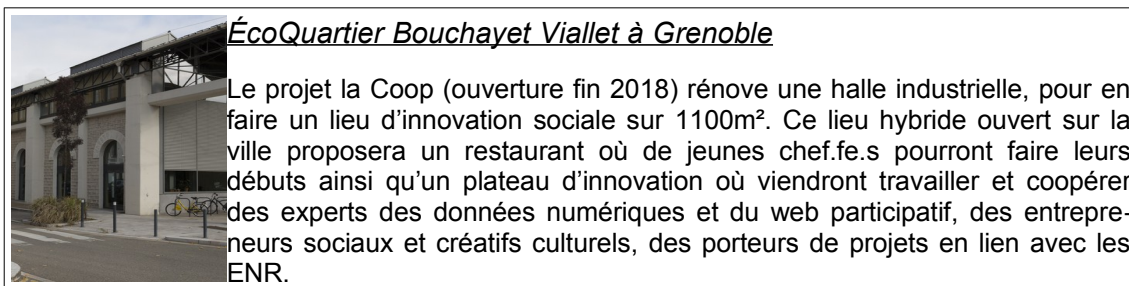 ÉcoQuartier Bouchayet Viallet à Grenoble
Le projet la Coop (ouverture fin 2018) rénove une halle industrielle, pour en
faire un lieu d’innovation sociale sur 1100m². Ce lieu hybride ouvert sur la
ville proposera un restaurant où de jeunes chef.fe.s pourront faire leurs
débuts ainsi qu’un plateau d’innovation où viendront travailler et coopérer
des experts des données numériques et du web participatif, des entrepre-
neurs sociaux et créatifs culturels, des porteurs de projets en lien avec les
ENR.